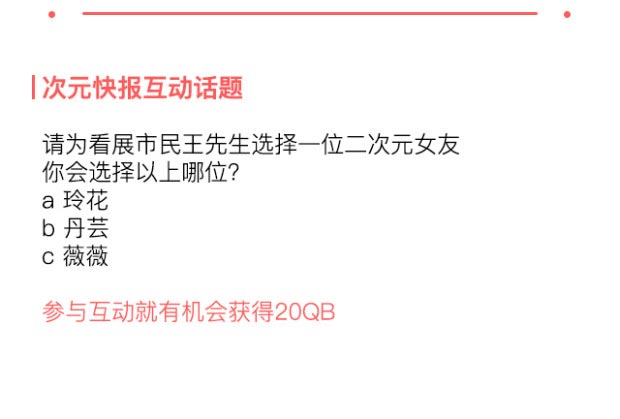 次元快报互动话题
请为看展市民王先生选择一位二次元女友
你会选择以上哪位？
a 玲花
b 丹芸
c 薇薇
参与互动就有机会获得20QB